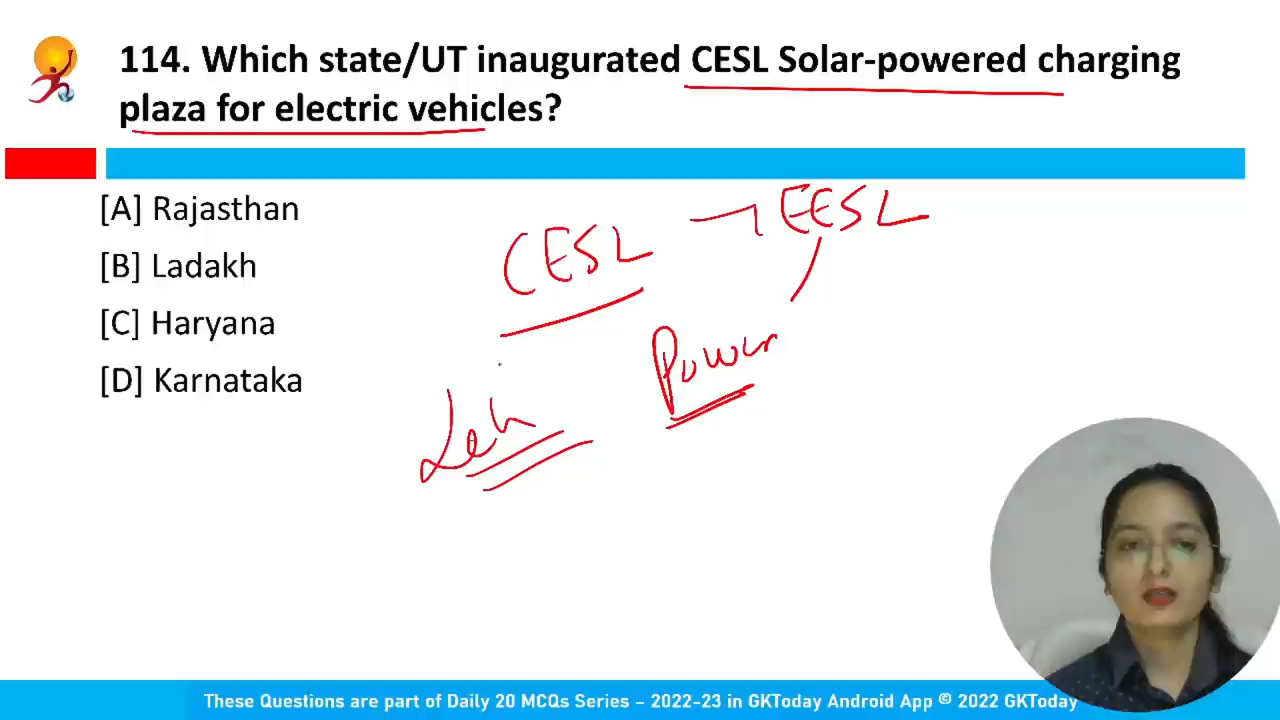 114. Which state/UT inaugurated CESL Solar-powered charging
plaza for electric vehicles?
[A] Rajasthan
[B] Ladakh
[C] Haryana
[D] Karnataka
CESL
EESL
Power
Leh
These Questions are part of Daily 20 MCQs Series – 2022-23 in GKToday Android App © 2022 GKToday